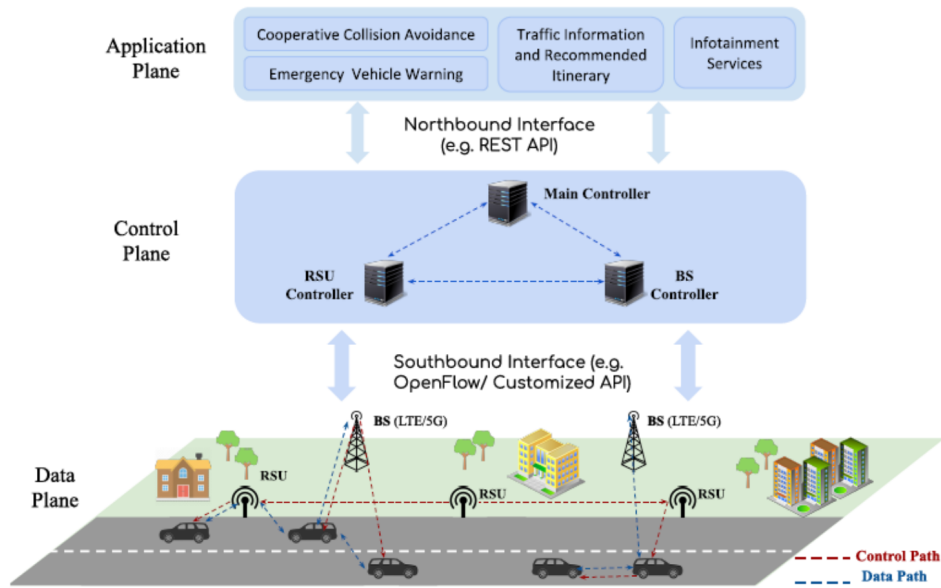 Application
Plane
Cooperative Collision Avoidance
Emergency Vehicle Warning
Traffic Information
and Recommended
Itinerary
Infotainment
Services
Northbound Interface
(e.g. REST API)
Control
Plane
Main Controller
RSU
Controller
BS
Controller
Southbound Interface (e.g.
OpenFlow/ Customized API)
Data
Plane
BS (LTE/5G)
BS (LTE/5G)
RSU
RSU
RSU
Control Path
Data Path